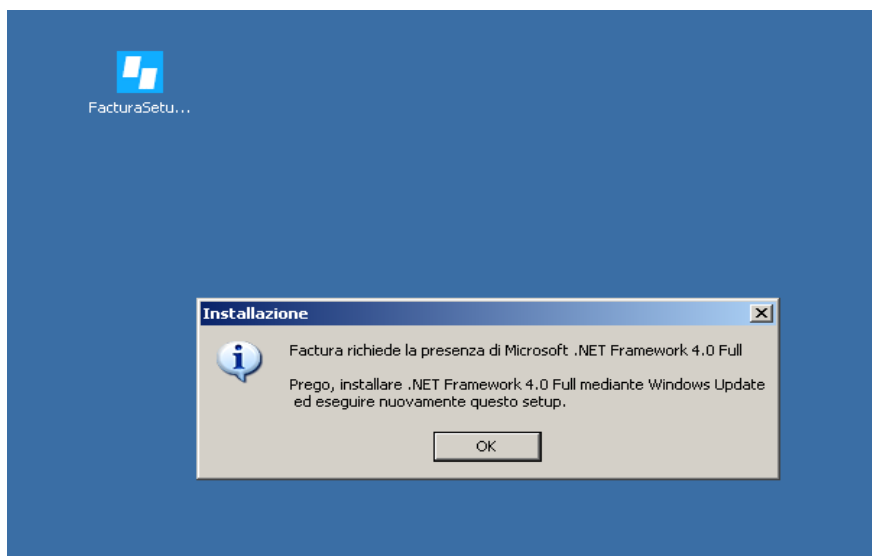 FacturaSetu...
Installazione
Factura richiede la presenza di Microsoft .NET Framework 4.0 Full
Prego, installare .NET Framework 4.0 Full mediante Windows Update
ed eseguire nuovamente questo setup.
OK